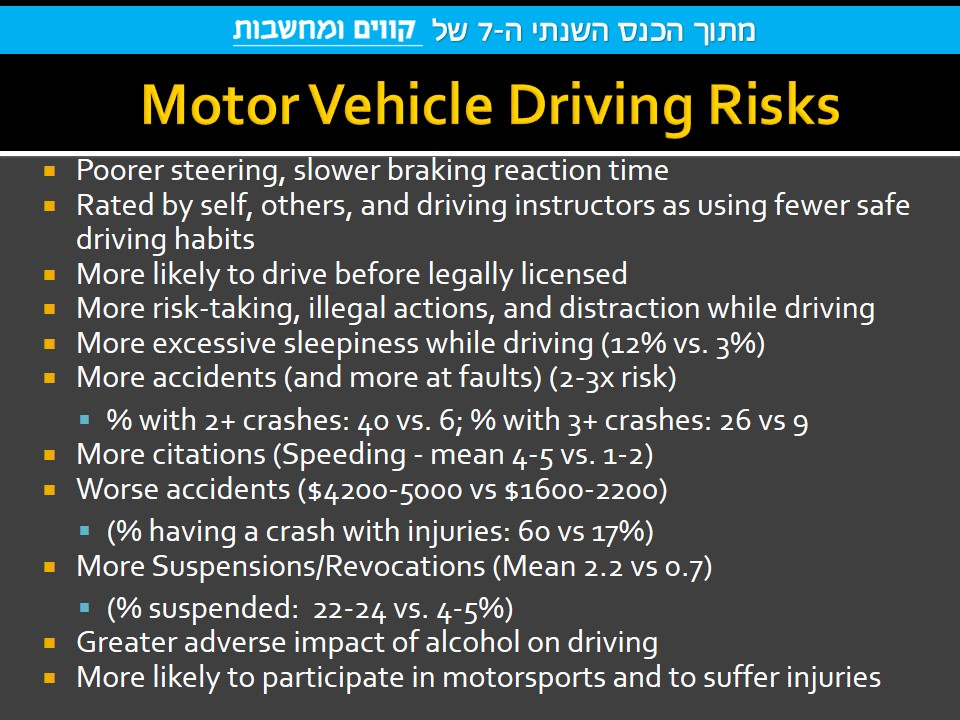 מתוך הכנס השנתי ה-7 של קווים ומחשבות
Motor Vehicle Driving Risks
▪ Poorer steering, slower braking reaction time
▪ Rated by self, others, and driving instructors as using fewer safe
driving habits
▪ More likely to drive before legally licensed
▪ More risk-taking, illegal actions, and distraction while driving
▪ More excessive sleepiness while driving (12% vs. 3%)
▪ More accidents (and more at faults) (2-3x risk)
▪ % with 2+ crashes: 40 vs. 6; % with 3+ crashes: 26 vs 9
▪ More citations (Speeding - mean 4-5 vs. 1-2)
▪ Worse accidents ($4200-5000 vs $1600-2200)
▪ (% having a crash with injuries: 60 vs 17%)
▪ More Suspensions/Revocations (Mean 2.2 vs 0.7)
▪ (% suspended:  22-24 vs. 4-5%)
▪ Greater adverse impact of alcohol on driving
▪ More likely to participate in motorsports and to suffer injuries